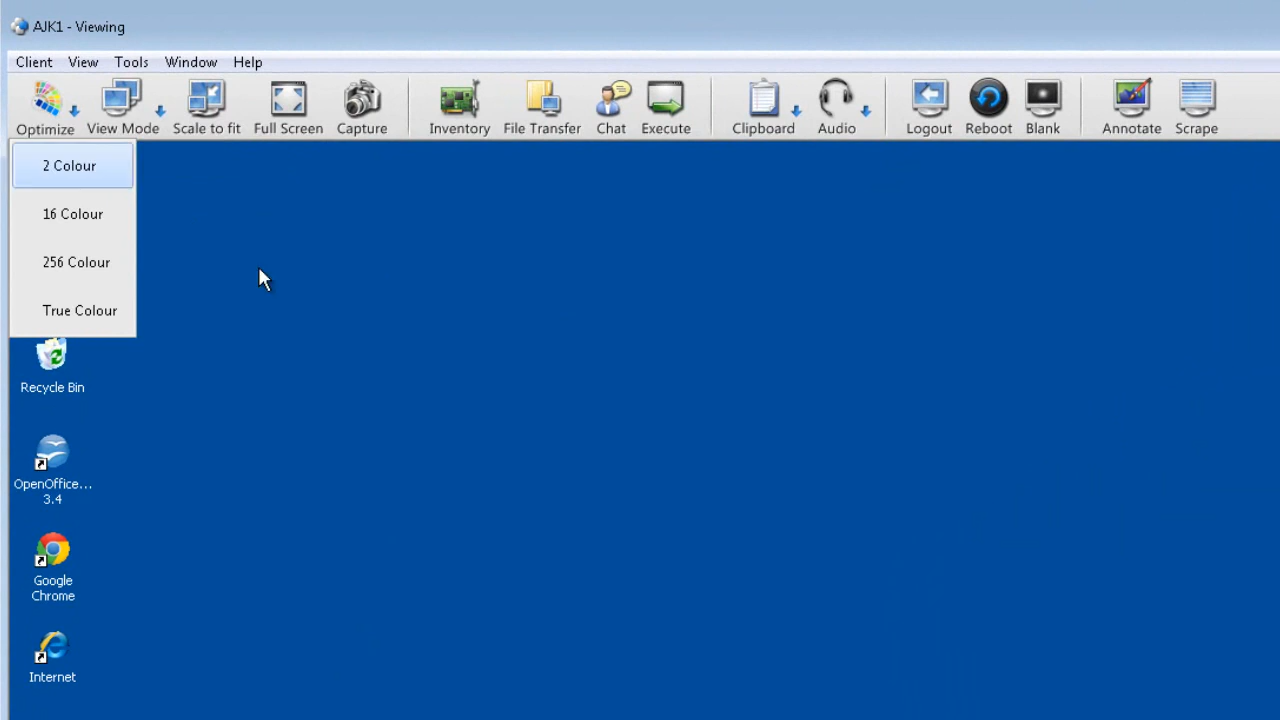 AJK1 - Viewing
Client View Tools Window Help
Optimize View Mode Scale to fit Full Screen Capture Inventory File Transfer Chat Execute Clipboard Audio Logout Reboot Blank Annotate Scrape
2 Colour
16 Colour
256 Colour
True Colour
Recycle Bin
OpenOffice...
3.4
Google
Chrome
Internet